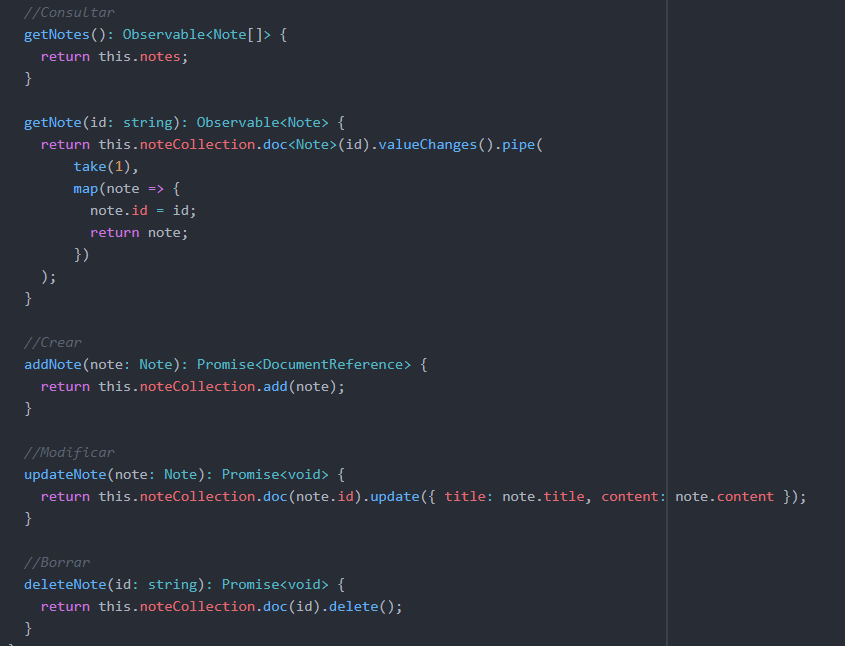 //Consultar
getNotes(): Observable<Note[]> {
return this.notes;
}
getNote(id: string): Observable<Note> {
return this.noteCollection.doc<Note>(id).valueChanges().pipe(
take(1),
map(note => {
note.id = id;
return note;
})
);
}
//Crear
addNote(note: Note): Promise<DocumentReference> {
return this.noteCollection.add(note);
}
//Modificar
updateNote(note: Note): Promise<void> {
return this.noteCollection.doc(note.id).update({ title: note.title, content: note.content });
}
//Borrar
deleteNote(id: string): Promise<void> {
return this.noteCollection.doc(id).delete();
}